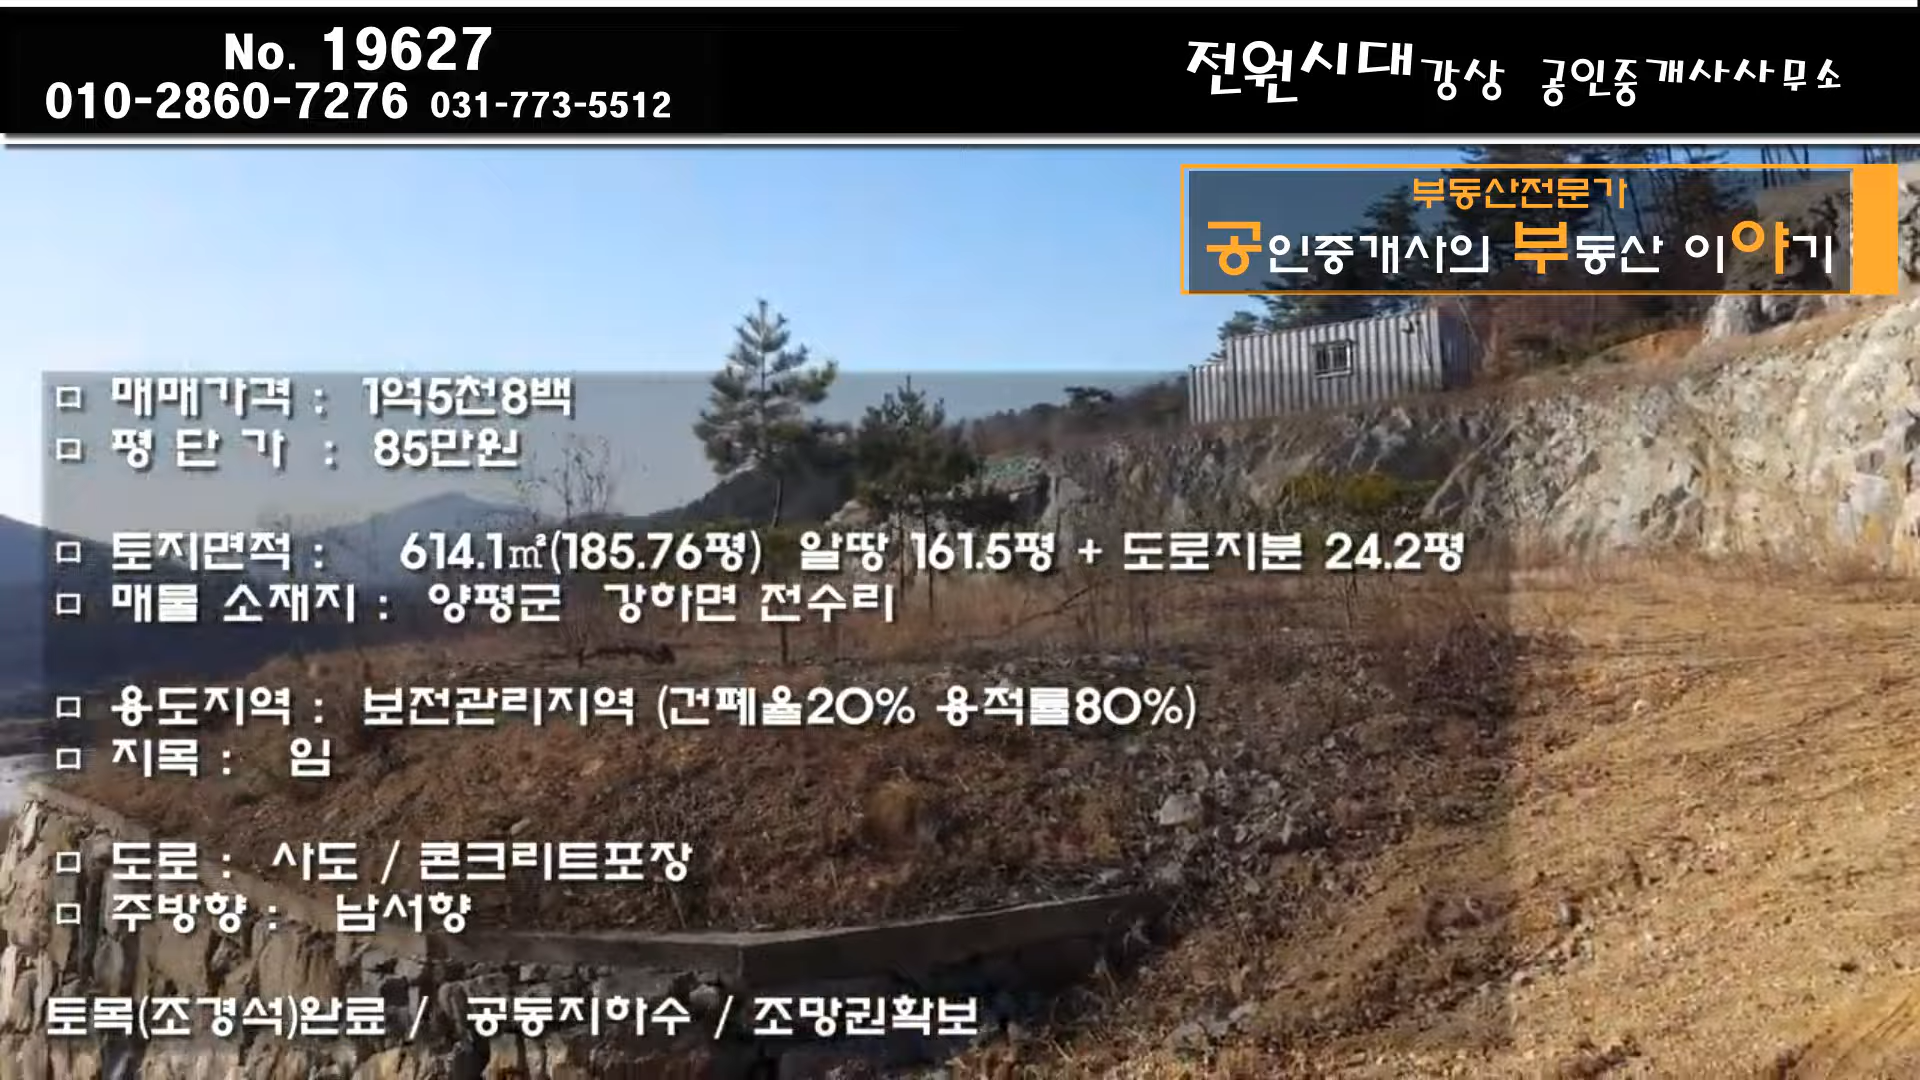 No. 19627
010-2860-7276 031-773-5512
전원시대강상 공인중개사사무소
부동산전문가
공인중개사의 부동산 이야기
ㅁ 매매가격 : 1억5천8백
ㅁ 평 단 가 : 85만원
ㅁ 토지면적 : 614.1㎡(185.76평) 알땅 161.5평 + 도로지분 24.2평
ㅁ 매물 소재지 : 양평군 강하면 전수리
ㅁ 용도지역 : 보전관리지역 (건폐율20% 용적률80%)
ㅁ 지목 : 임
ㅁ 도로 : 사도 / 콘크리트포장
ㅁ 주방향 : 남서향
토목(조경석)완료 / 공동지하수 / 조망권확보